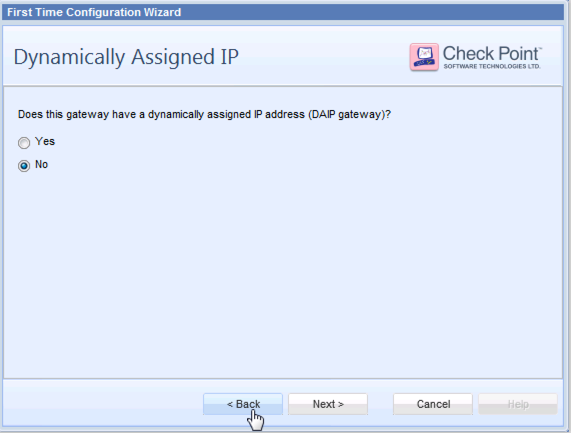 First Time Configuration Wizard
Dynamically Assigned IP
Check Point™
SOFTWARE TECHNOLOGIES LTD.
Does this gateway have a dynamically assigned IP address (DAIP gateway)?
Yes
No
< Back Next > Cancel Help